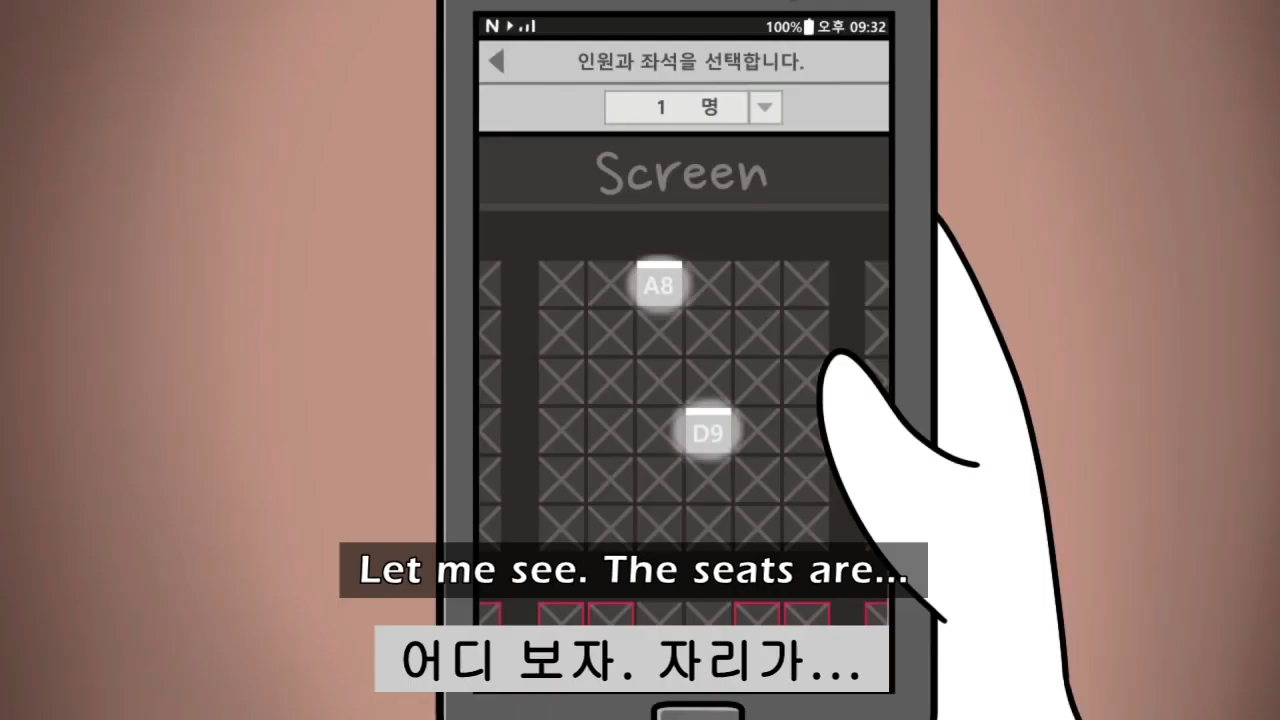 N 100% 오후 09:32
인원과 좌석을 선택합니다.
1 명
Screen
A8
D9
Let me see. The seats are...
어디 보자. 자리가...